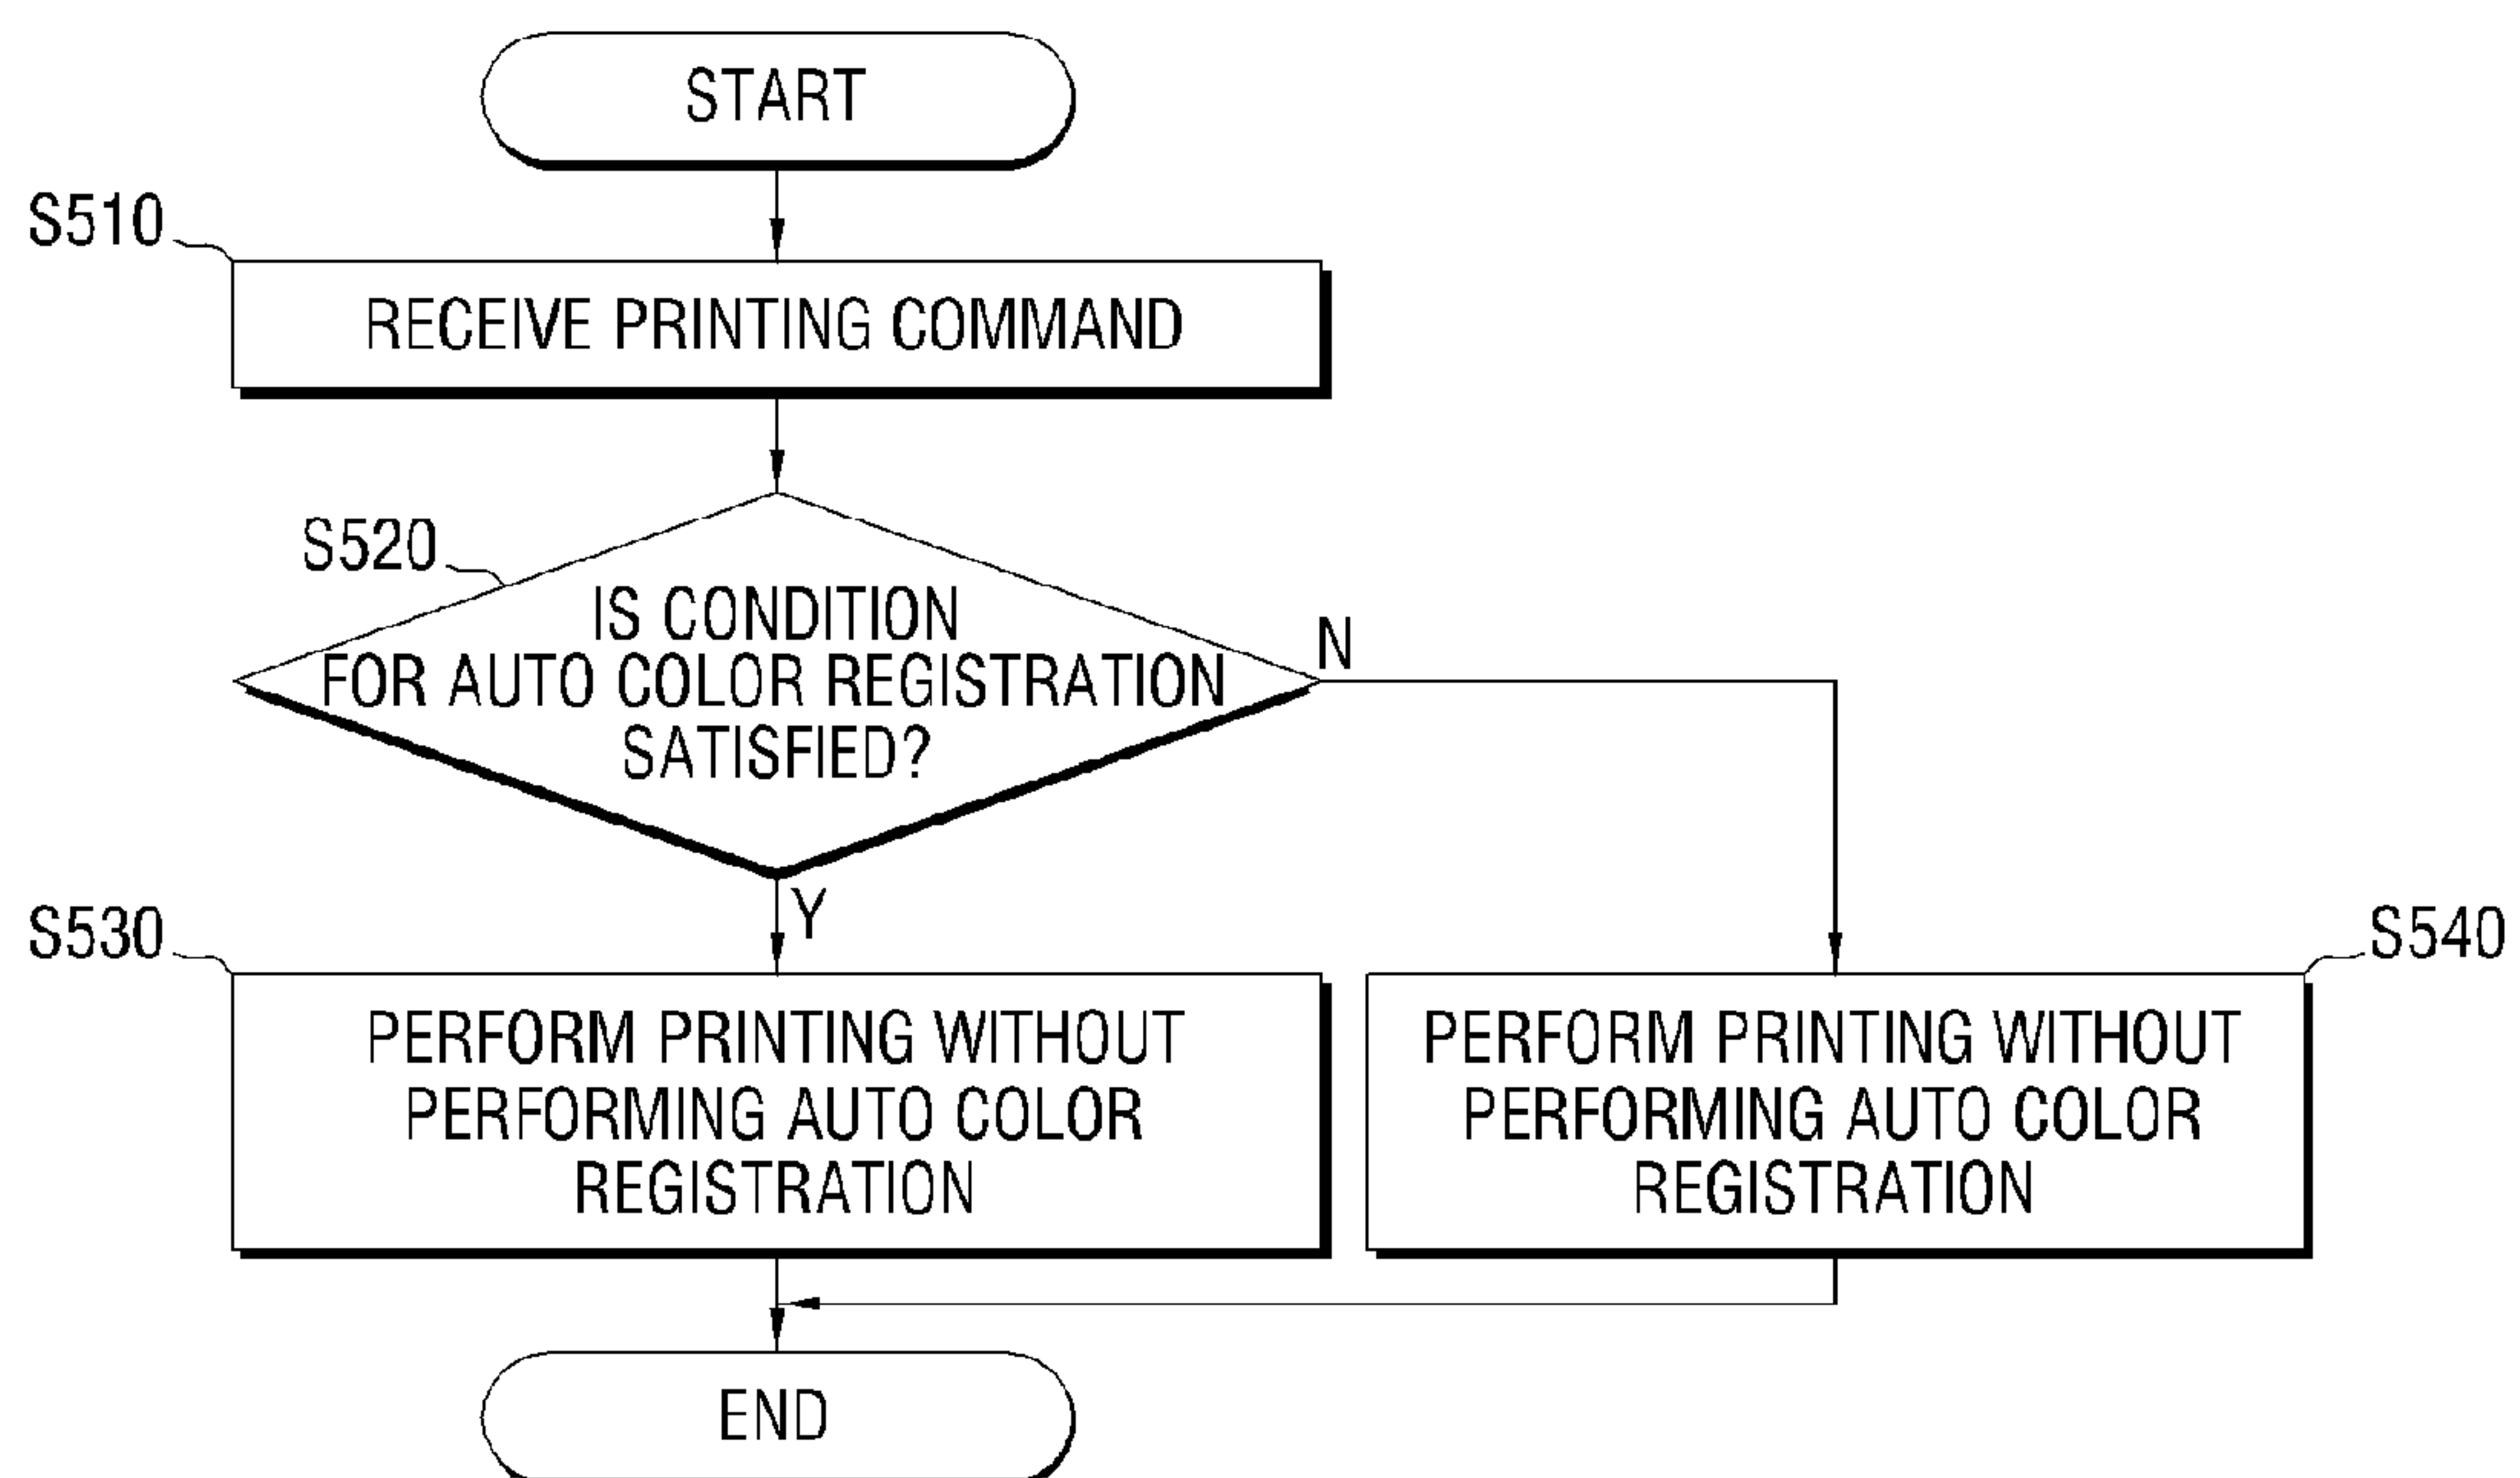 START
S510
RECEIVE PRINTING COMMAND
S520
IS CONDITION
FOR AUTO COLOR REGISTRATION
SATISFIED?
N
Y
S530
PERFORM PRINTING WITHOUT
PERFORMING AUTO COLOR
REGISTRATION
S540
PERFORM PRINTING WITHOUT
PERFORMING AUTO COLOR
REGISTRATION
END